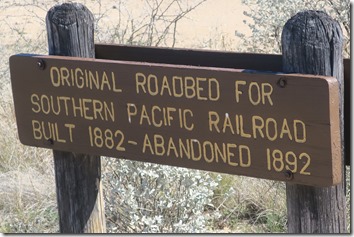 ORIGINAL ROADBED FOR
SOUTHERN PACIFIC RAILROAD
BUILT 1882-ABANDONED 1892